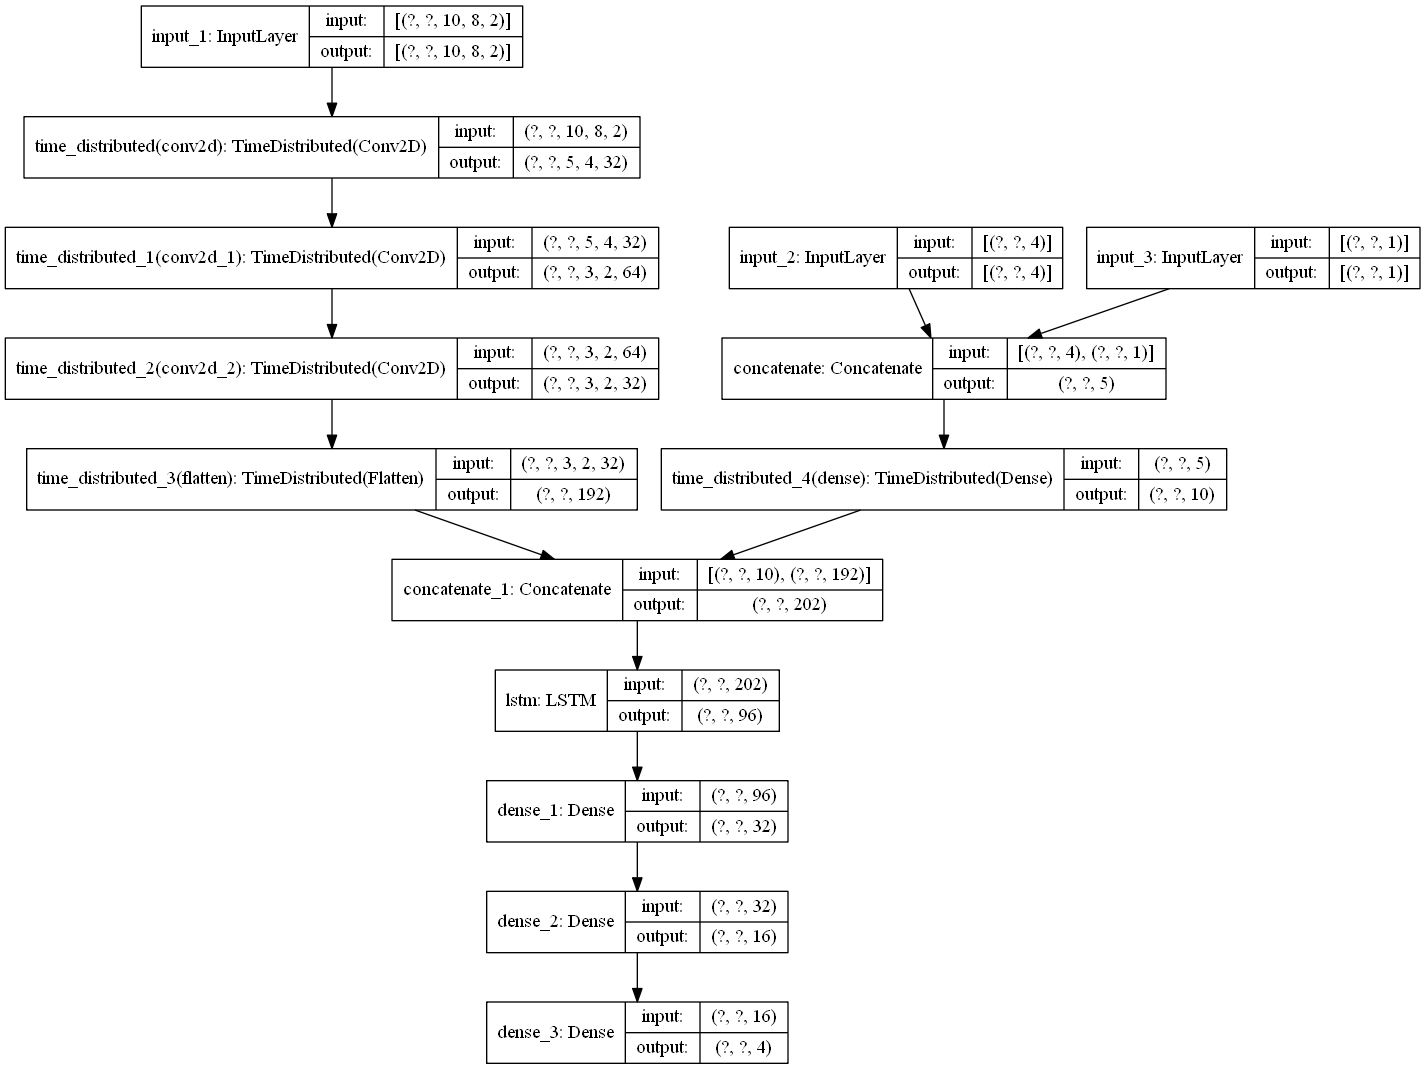 input_1: InputLayer
input: [(?, ?, 10, 8, 2)]
output: [(?, ?, 10, 8, 2)]
time_distributed(conv2d): TimeDistributed(Conv2D)
input: (?, ?, 10, 8, 2)
output: (?, ?, 5, 4, 32)
time_distributed_1(conv2d_1): TimeDistributed(Conv2D)
input: (?, ?, 5, 4, 32)
output: (?, ?, 3, 2, 64)
input_2: InputLayer
input: [(?, ?, 4)]
output: [(?, ?, 4)]
input_3: InputLayer
input: [(?, ?, 1)]
output: [(?, ?, 1)]
time_distributed_2(conv2d_2): TimeDistributed(Conv2D)
input: (?, ?, 3, 2, 64)
output: (?, ?, 3, 2, 32)
concatenate: Concatenate
input: [(?, ?, 4), (?, ?, 1)]
output: (?, ?, 5)
time_distributed_3(flatten): TimeDistributed(Flatten)
input: (?, ?, 3, 2, 32)
output: (?, ?, 192)
time_distributed_4(dense): TimeDistributed(Dense)
input: (?, ?, 5)
output: (?, ?, 10)
concatenate_1: Concatenate
input: [(?, ?, 10), (?, ?, 192)]
output: (?, ?, 202)
lstm: LSTM
input: (?, ?, 202)
output: (?, ?, 96)
dense_1: Dense
input: (?, ?, 96)
output: (?, ?, 32)
dense_2: Dense
input: (?, ?, 32)
output: (?, ?, 16)
dense_3: Dense
input: (?, ?, 16)
output: (?, ?, 4)